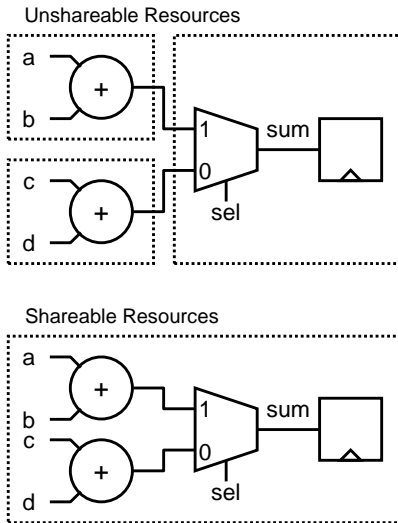 Unshareable Resources
a
+
b
1
sum
c
0
+
sel
d
Shareable Resources
a
+
b
1
sum
c
0
+
d
sel